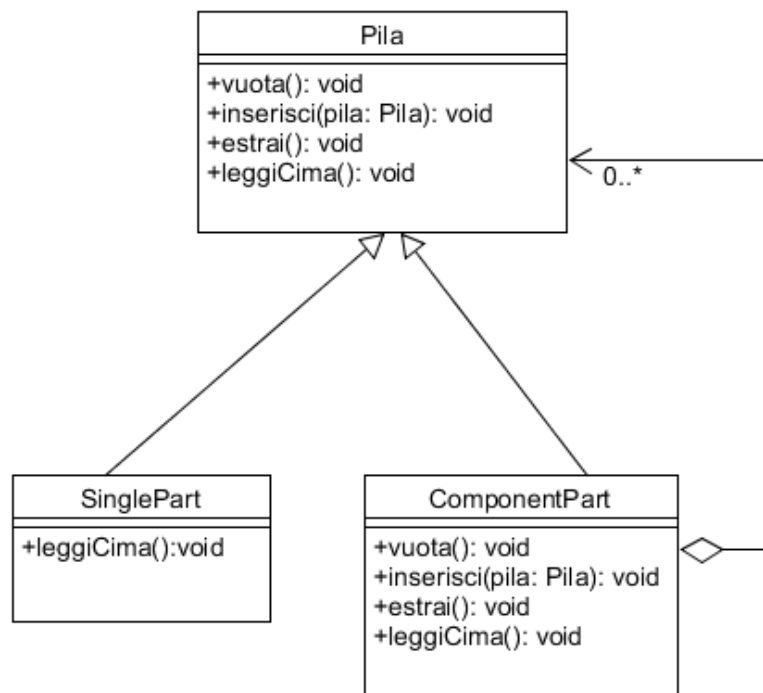 Pila
+vuota(): void
+inserisci(pila: Pila): void
+estrai(): void
+leggiCima(): void
0..*
SinglePart
+leggiCima():void
ComponentPart
+vuota(): void
+inserisci(pila: Pila): void
+estrai(): void
+leggiCima(): void